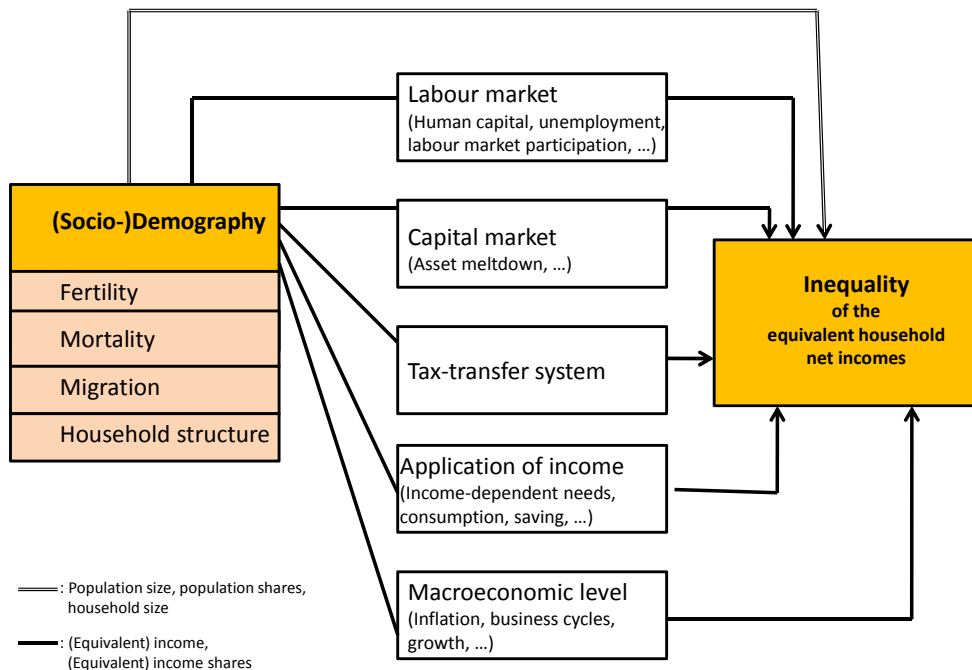 Labour market
(Human capital, unemployment,
labour market participation, …)
(Socio-)Demography
Fertility
Mortality
Migration
Household structure
Capital market
(Asset meltdown, …)
Tax-transfer system
Application of income
(Income-dependent needs,
consumption, saving, …)
Macroeconomic level
(Inflation, business cycles,
growth, …)
Inequality
of the
equivalent household
net incomes
: Population size, population shares,
household size
: (Equivalent) income,
(Equivalent) income shares